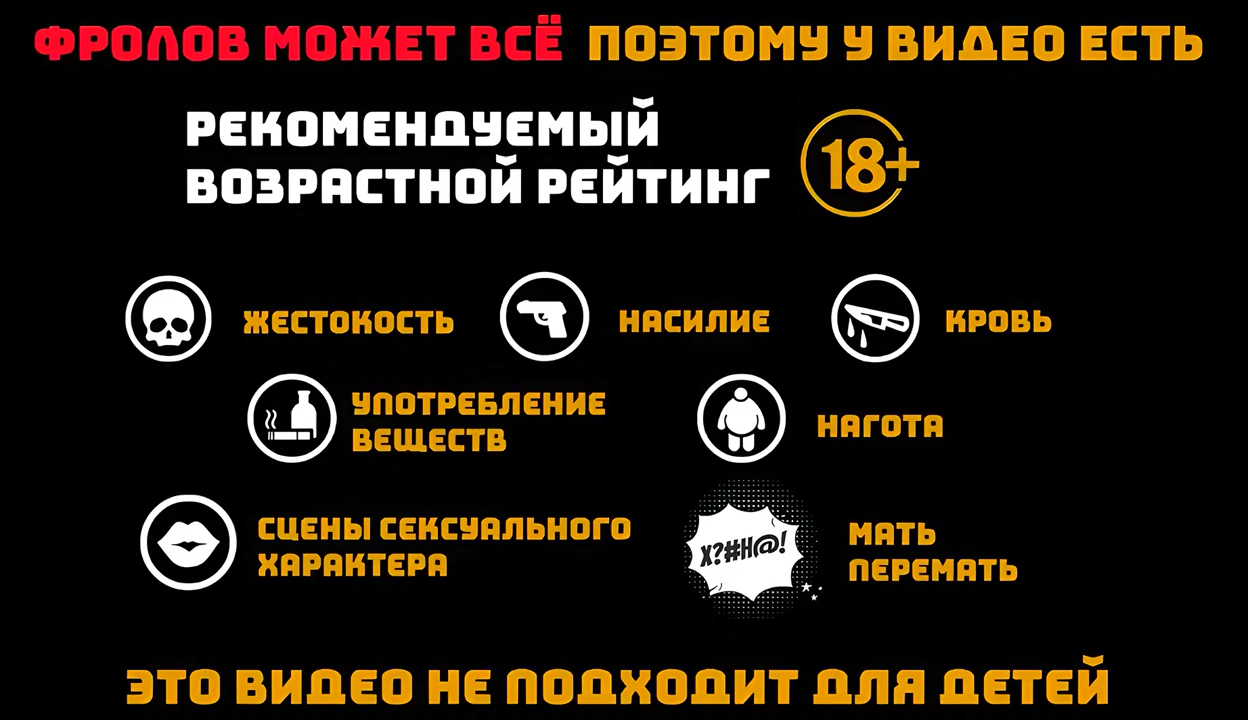 ФРОЛОВ МОЖЕТ ВСЁ ПОЭТОМУ У ВИДЕО ЕСТЬ
РЕКОМЕНДУЕМЫЙ
ВОЗРАСТНОЙ РЕЙТИНГ
18+
ЖЕСТОКОСТЬ
НАСИЛИЕ
КРОВЬ
УПОТРЕБЛЕНИЕ
ВЕЩЕСТВ
НАГОТА
СЦЕНЫ СЕКСУАЛЬНОГО
ХАРАКТЕРА
X?#H@!
МАТЬ
ПЕРЕМАТЬ
ЭТО ВИДЕО НЕ ПОДХОДИТ ДЛЯ ДЕТЕЙ